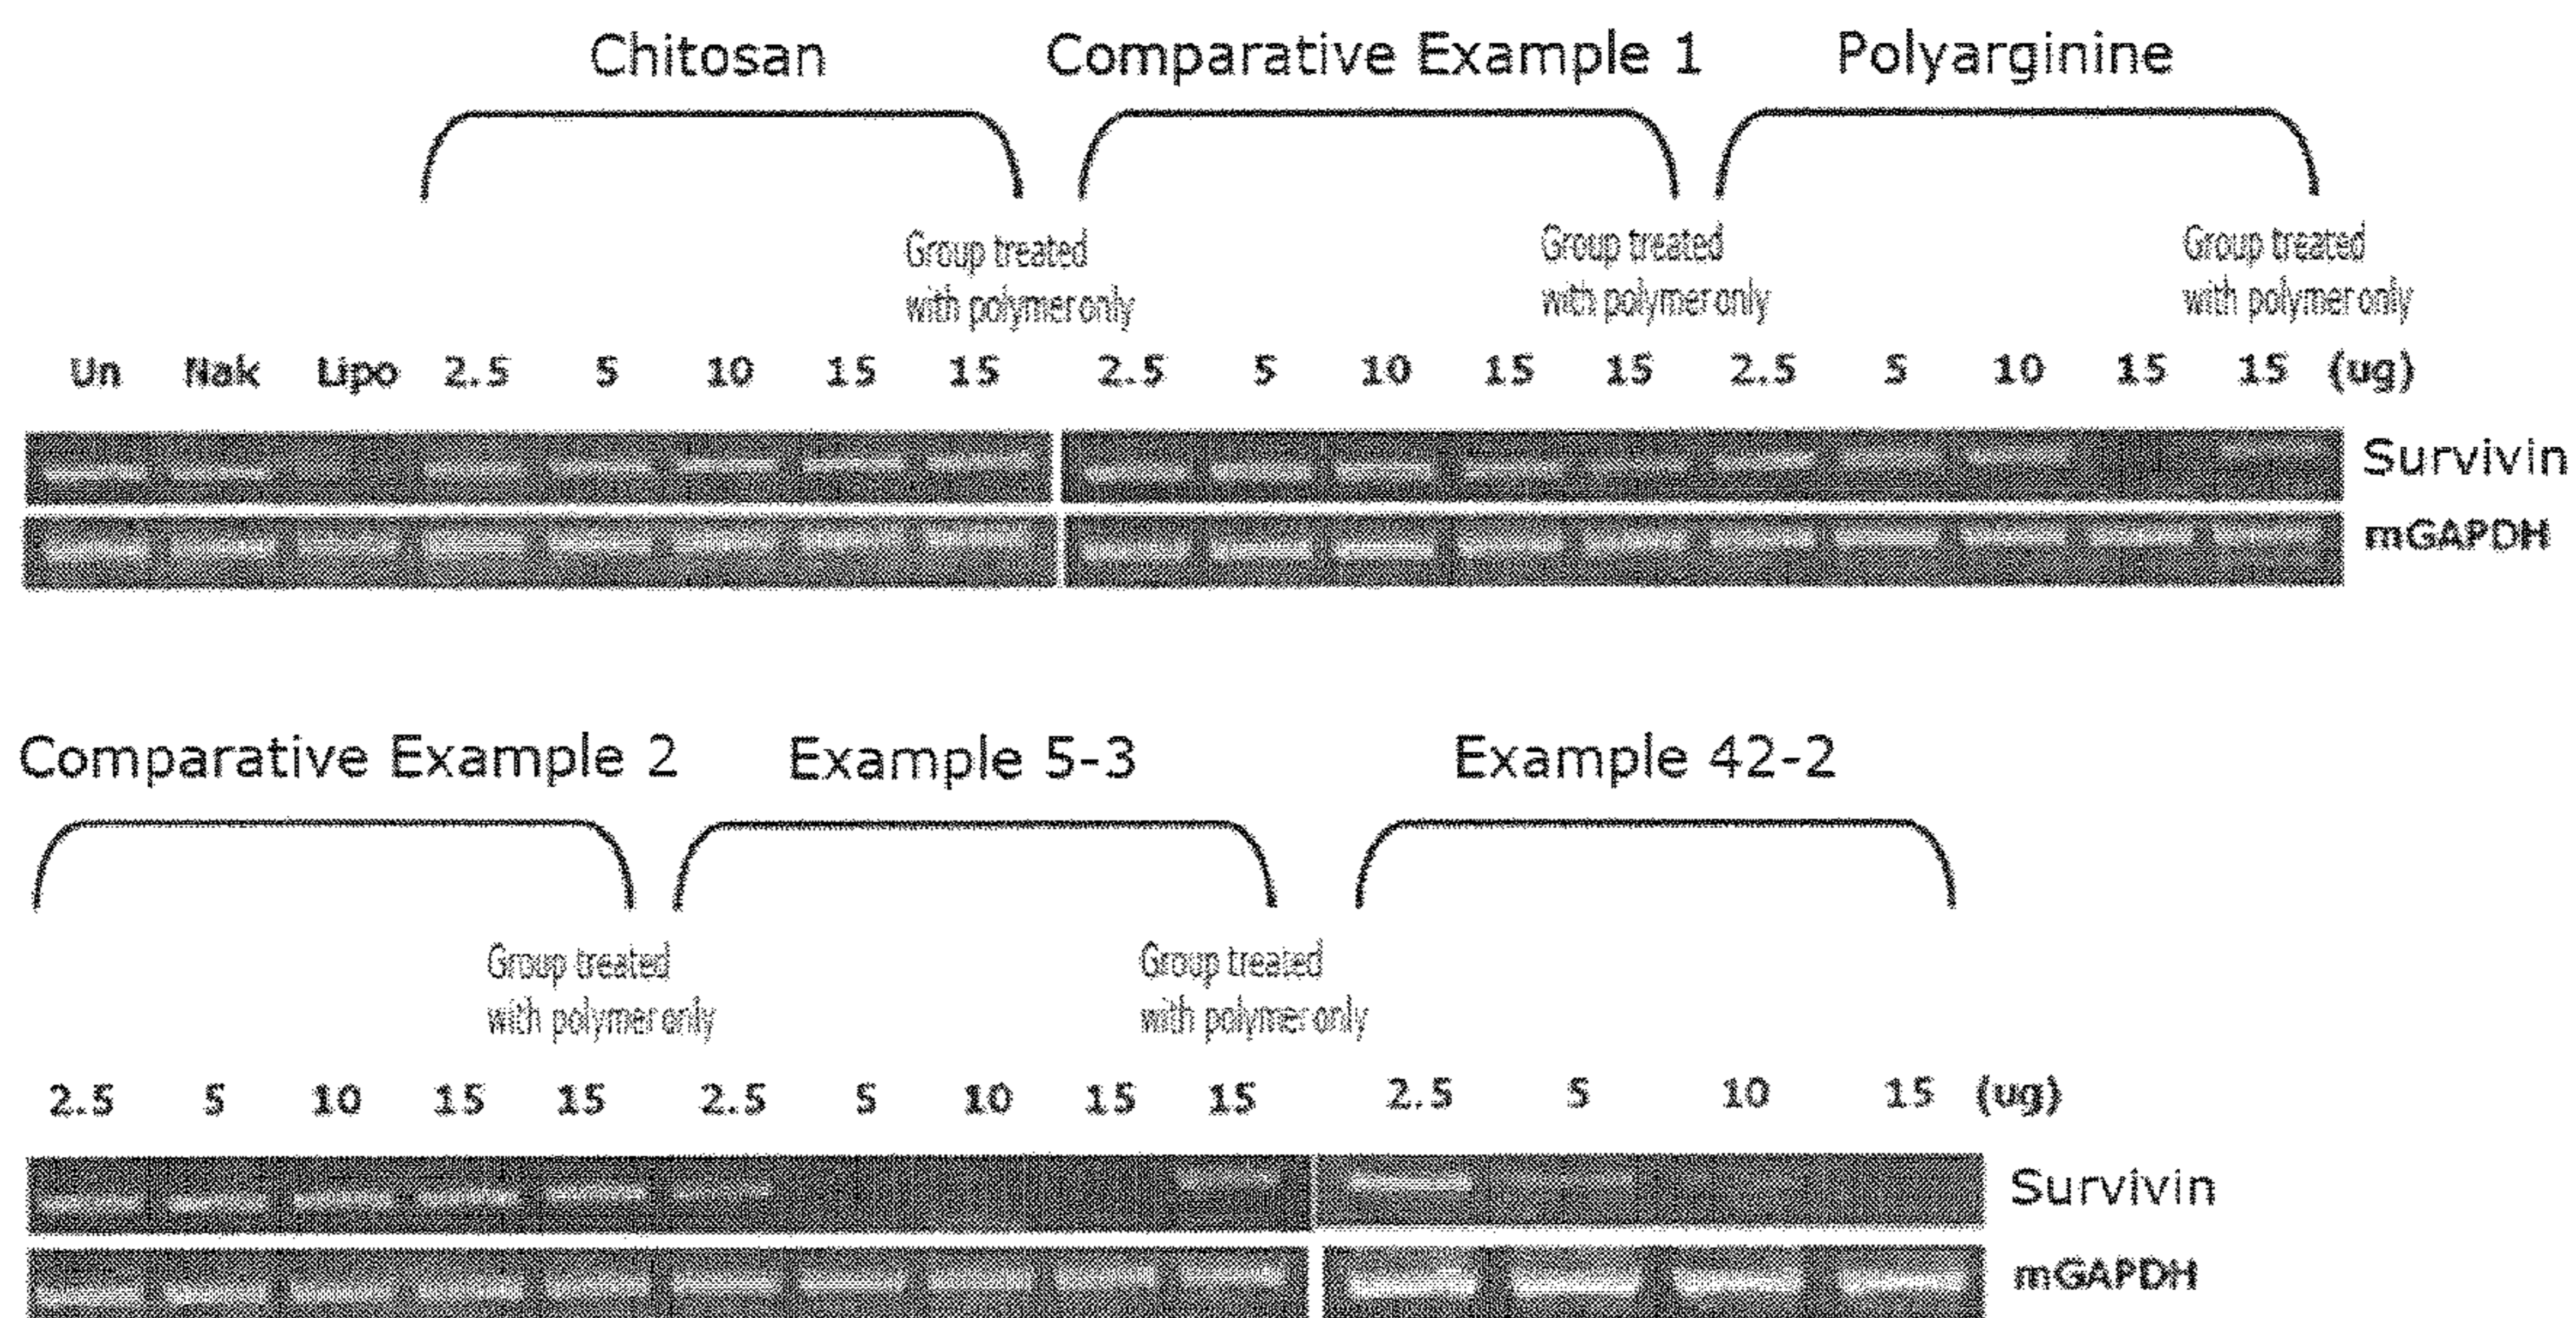 Chitosan Comparative Example 1 Polyarginine
Group treated Group treated Group treated
with polymer only with polymer only with polymer only
Un Nak Lipo 2.5 5 10 15 15 2.5 5 10 15 15 2.5 5 10 15 15 (ug)
Survivin
mGAPDH
Comparative Example 2 Example 5-3 Example 42-2
Group treated Group treated
with polymer only with polymer only
2.5 5 10 15 15 2.5 5 10 15 15 2.5 5 10 15 (ug)
Survivin
mGAPDH